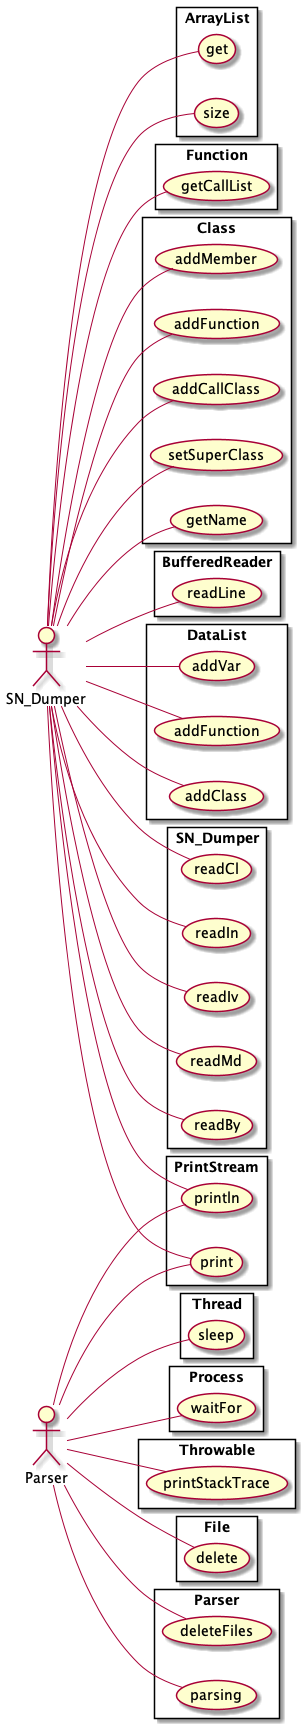 ArrayList
get
size
Function
getCallList
Class
addMember
addFunction
addCallClass
setSuperClass
getName
BufferedReader
readLine
DataList
addVar
addFunction
addClass
SN_Dumper
SN_Dumper
readCl
readIn
readIv
readMd
readBy
PrintStream
println
print
Thread
sleep
Process
waitFor
Parser
Throwable
printStackTrace
File
delete
Parser
deleteFiles
parsing